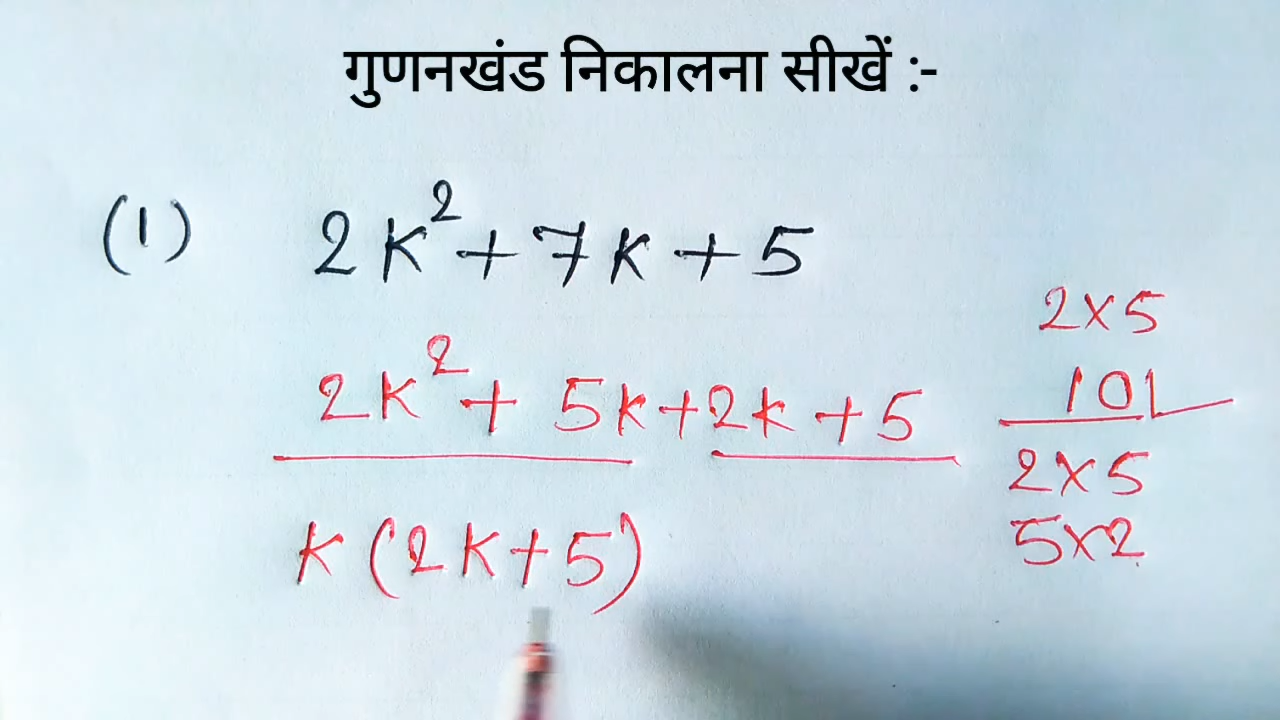 गुणनखंड निकालना सीखें :-
(1) 2k²+7k+5
2k²+ 5k+2k+5
k(2k+5)
2×5
10
2×5
5×2